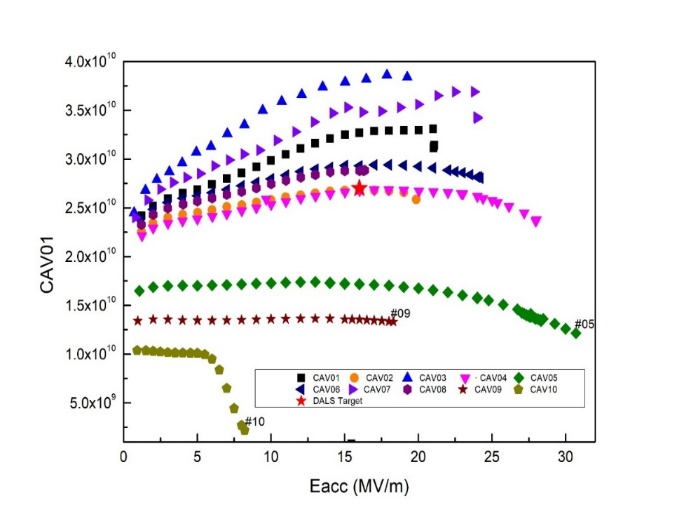 4.0x10¹⁰
3.5x10¹⁰
3.0x10¹⁰
2.5x10¹⁰
2.0x10¹⁰
1.5x10¹⁰
1.0x10¹⁰
5.0x10⁹
CAV01
#09
#05
#10
CAV01 CAV02 CAV03 CAV04 CAV05
CAV06 CAV07 CAV08 CAV09 CAV10
DALS Target
0 5 10 15 20 25 30
Eacc (MV/m)